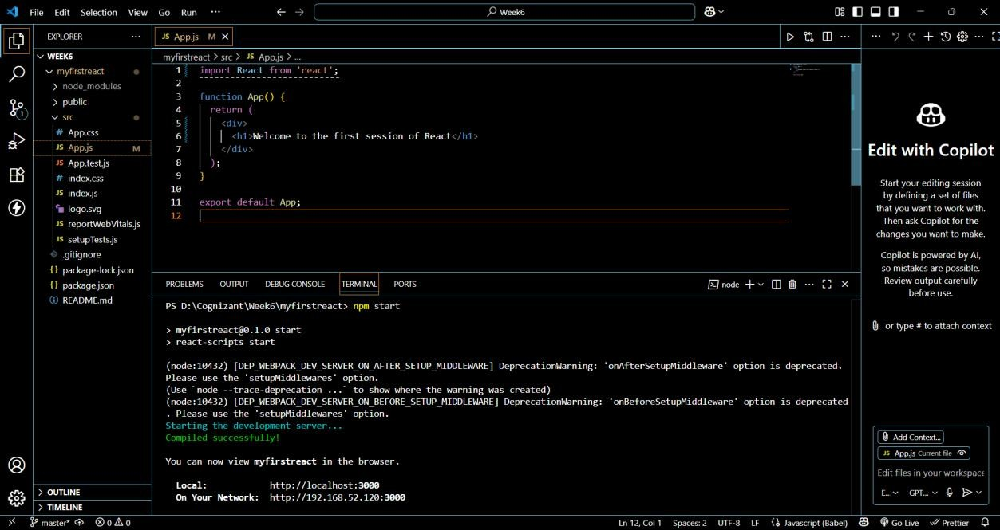 File Edit Selection View Go Run ··· Week6
EXPLORER ···
WEEK6
myfirstreact
node_modules
public
src
# App.css
JS App.js M
JS App.test.js
# index.css
JS index.js
logo.svg
JS reportWebVitals.js
JS setupTests.js
.gitignore
{} package-lock.json
{} package.json
README.md
OUTLINE
TIMELINE
JS App.js M
myfirstreact > src > JS App.js > ...
1 import React from 'react';
2
3 function App() {
4 return (
5 <div>
6 <h1>Welcome to the first session of React</h1>
7 </div>
8 );
9 }
10
11 export default App;
12
PROBLEMS OUTPUT DEBUG CONSOLE TERMINAL PORTS
node
PS D:\Cognizant\Week6\myfirstreact> npm start
> myfirstreact@0.1.0 start
> react-scripts start
(node:10432) [DEP_WEBPACK_DEV_SERVER_ON_AFTER_SETUP_MIDDLEWARE] DeprecationWarning: 'onAfterSetupMiddleware' option is deprecated.
Please use the 'setupMiddlewares' option.
(Use `node --trace-deprecation ...` to show where the warning was created)
(node:10432) [DEP_WEBPACK_DEV_SERVER_ON_BEFORE_SETUP_MIDDLEWARE] DeprecationWarning: 'onBeforeSetupMiddleware' option is deprecated
. Please use the 'setupMiddlewares' option.
Starting the development server...
Compiled successfully!
You can now view myfirstreact in the browser.
Local: http://localhost:3000
On Your Network: http://192.168.52.120:3000
Edit with Copilot
Start your editing session
by defining a set of files
that you want to work with.
Then ask Copilot for the
changes you want to make.
Copilot is powered by AI,
so mistakes are possible.
Review output carefully
before use.
or type # to attach context
Add Context...
JS App.js Current file
Edit files in your workspace
E... GPT...
1
master* 0 0 Ln 12, Col 1 Spaces: 2 UTF-8 LF {} Javascript (Babel) Go Live Prettier